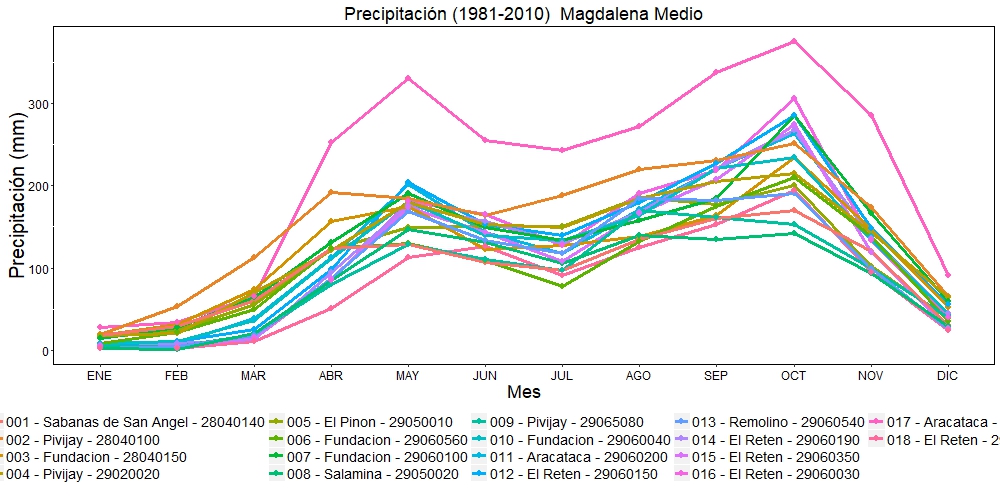 Precipitación (1981-2010)  Magdalena Medio
Precipitación (mm)
300
200
100
0
ENE FEB MAR ABR MAY JUN JUL AGO SEP OCT NOV DIC
Mes
001 - Sabanas de San Angel - 28040140
002 - Pivijay - 28040100
003 - Fundacion - 28040150
004 - Pivijay - 29020020
005 - El Pinon - 29050010
006 - Fundacion - 29060560
007 - Fundacion - 29060100
008 - Salamina - 29050020
009 - Pivijay - 29065080
010 - Fundacion - 29060040
011 - Aracataca - 29060200
012 - El Reten - 29060150
013 - Remolino - 29060540
014 - El Reten - 29060190
015 - El Reten - 29060350
016 - El Reten - 29060030
017 - Aracataca -
018 - El Reten - 2